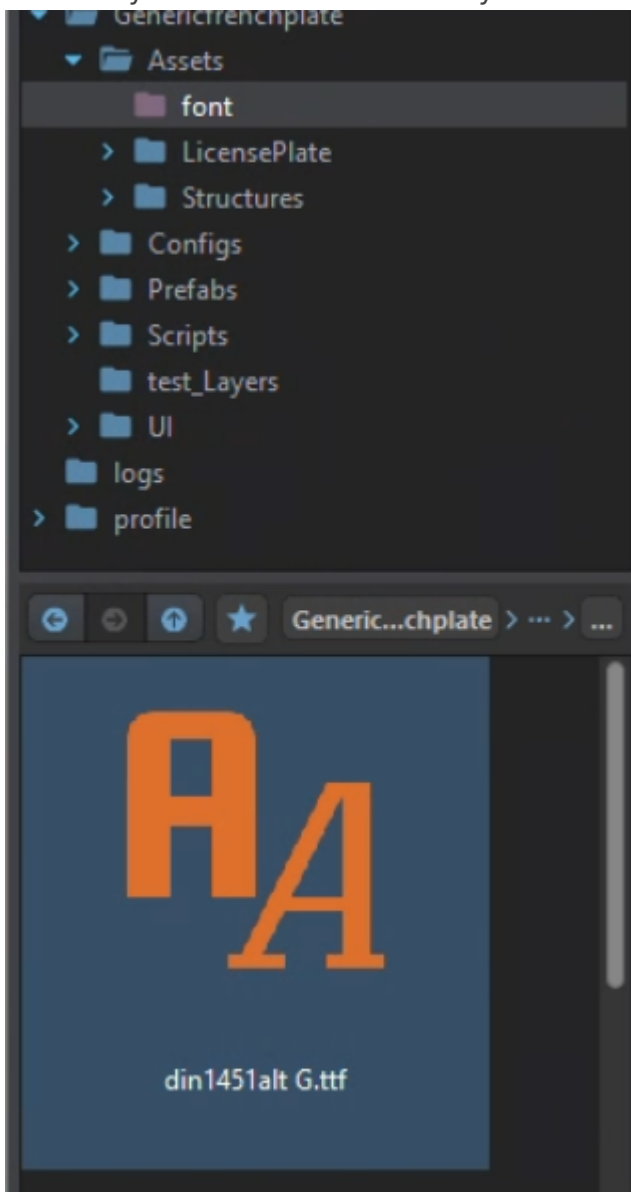 Genericfrenchplate
Assets
font
LicensePlate
Structures
Configs
Prefabs
Scripts
test_Layers
UI
logs
profile
Generic...chplate > ... > ...
din1451alt G.ttf